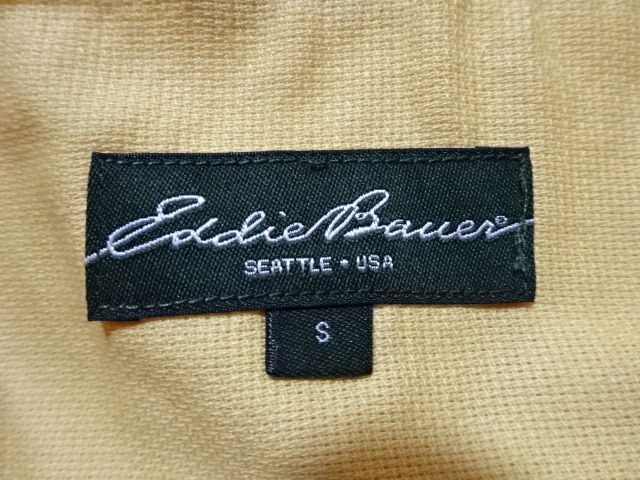 Eddie Bauer®
SEATTLE • USA
S